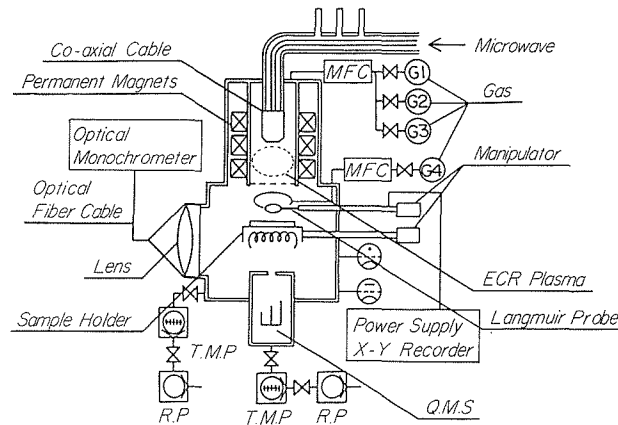 Co-axial Cable
Permanent Magnets
Microwave
MFC
G1
G2
G3
Gas
Optical
Monochrometer
MFC
G4
Manipulator
Optical
Fiber Cable
Lens
ECR Plasma
Sample Holder
Langmuir Probe
Power Supply
X-Y Recorder
T.M.P
R.P
T.M.P
R.P
Q.M.S